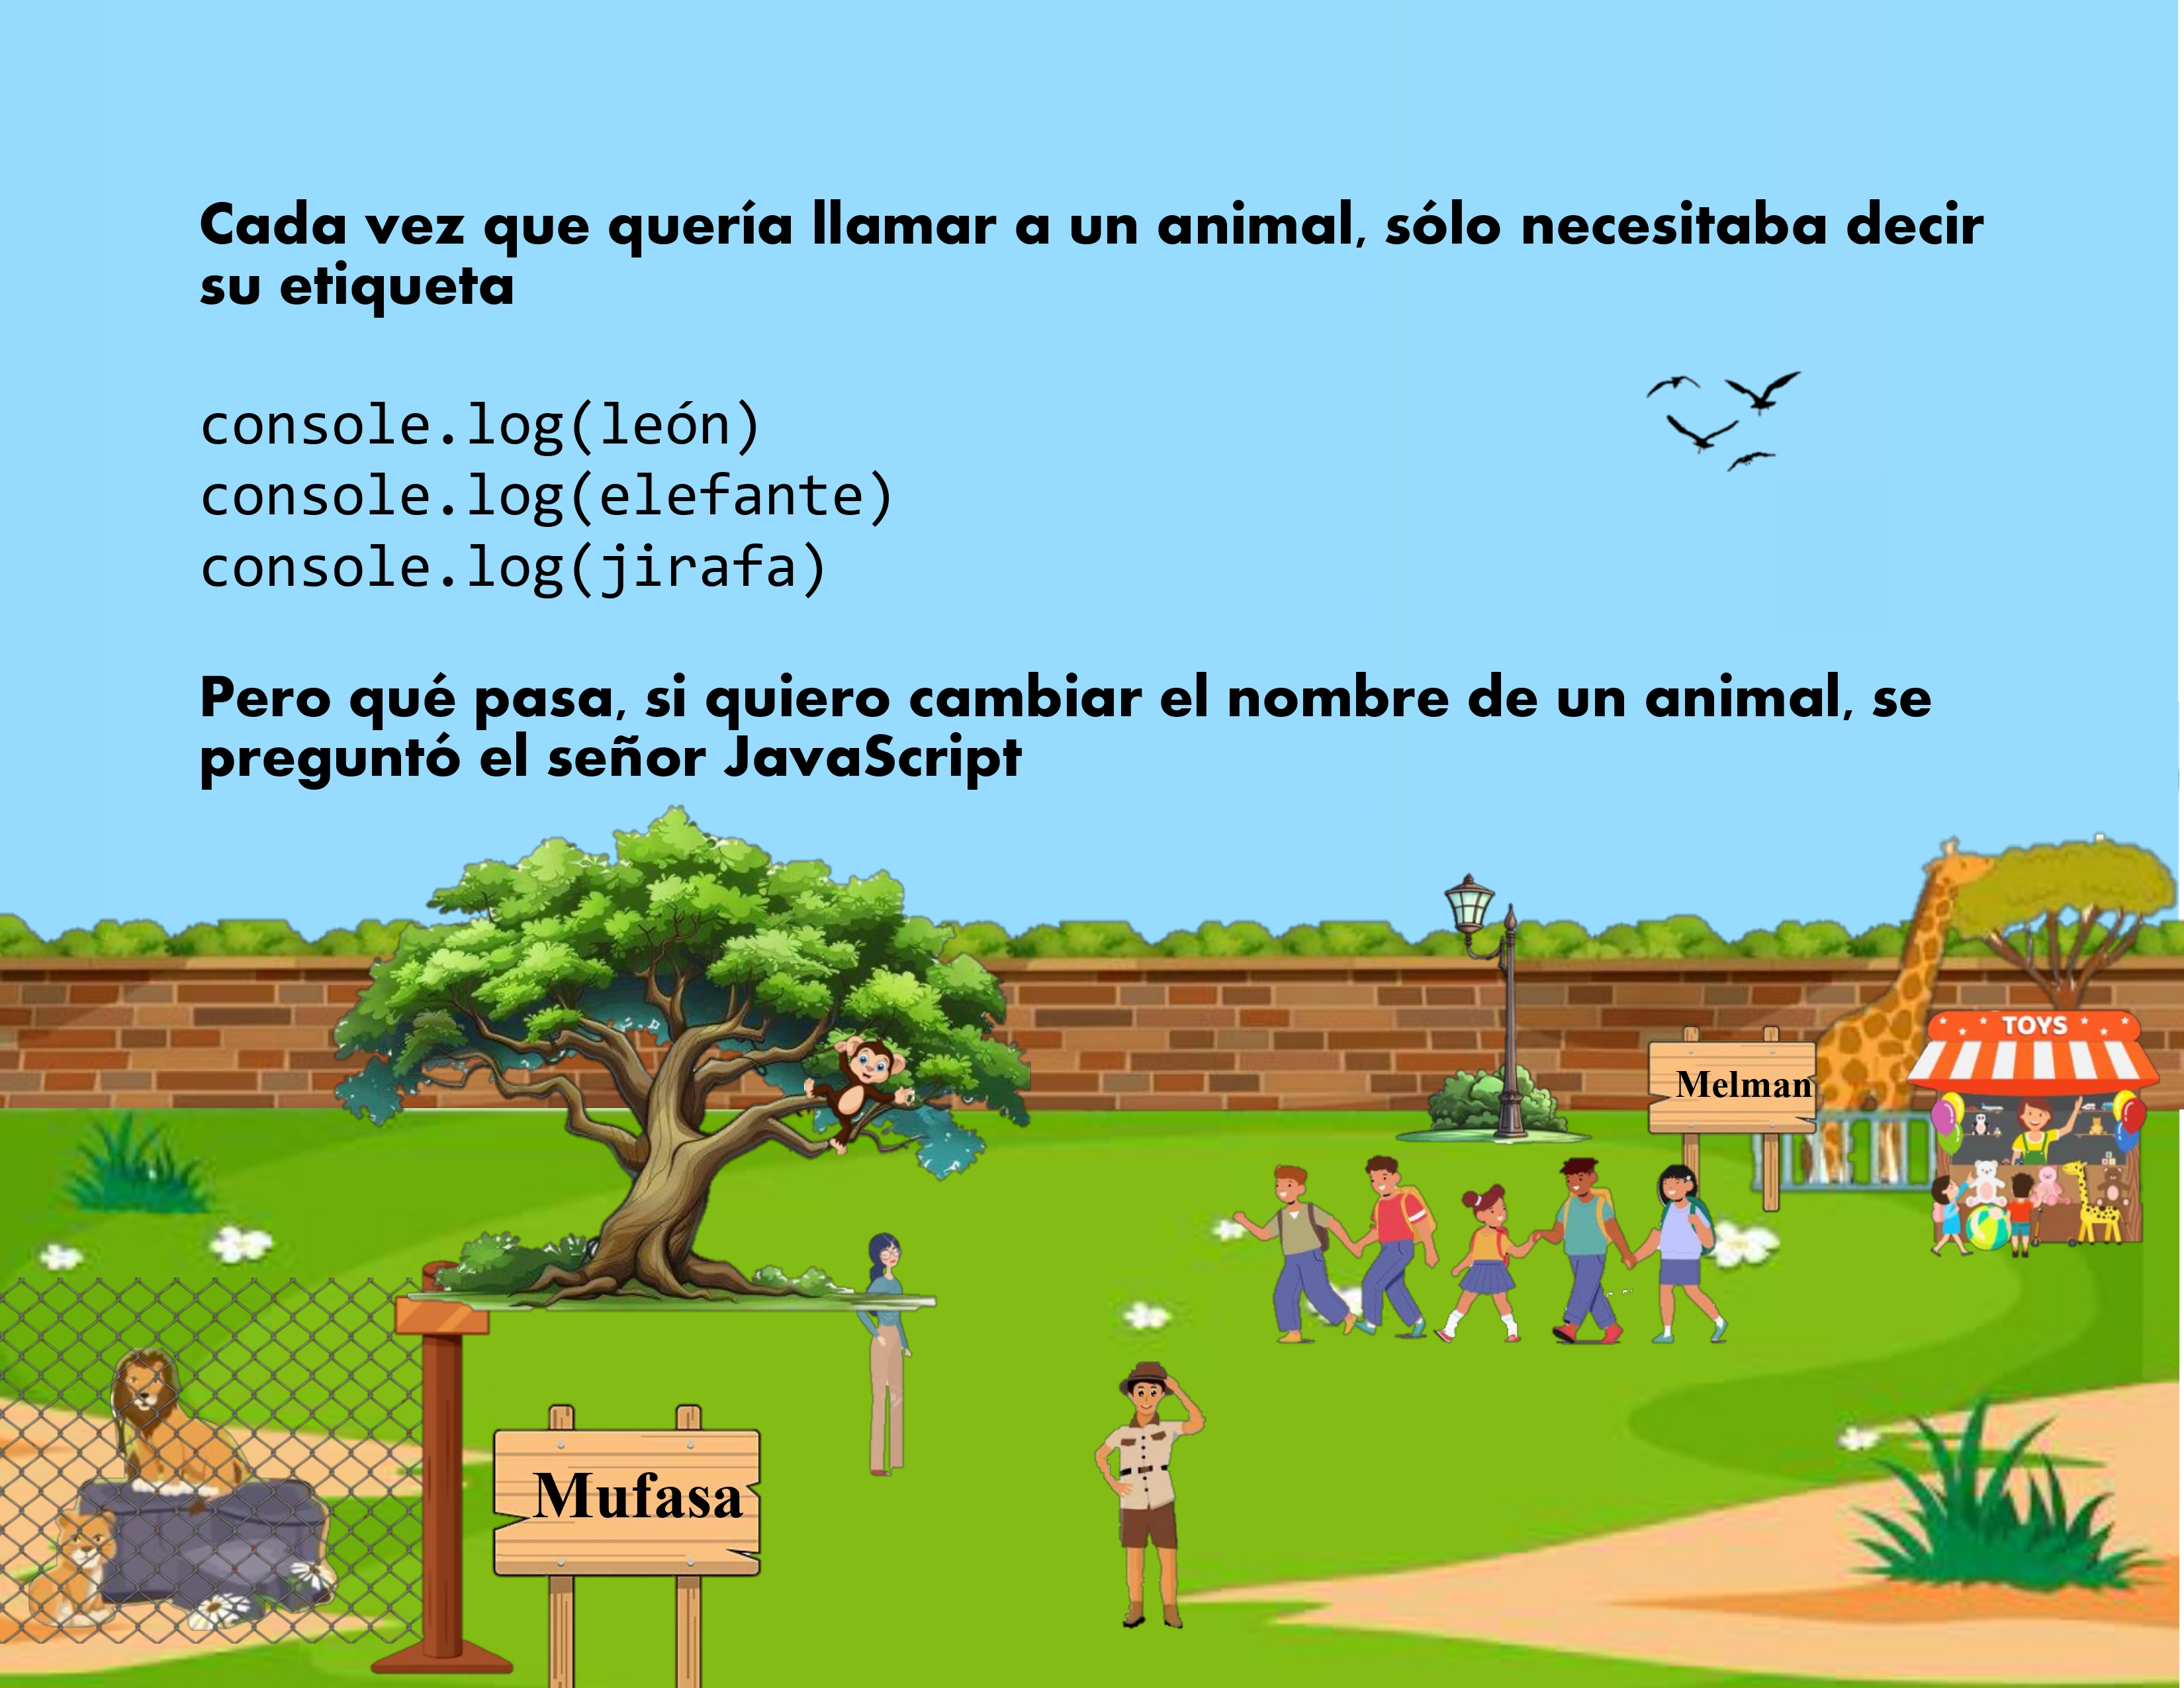 Cada vez que quería llamar a un animal, sólo necesitaba decir
su etiqueta
console.log(león)
console.log(elefante)
console.log(jirafa)
Pero qué pasa, si quiero cambiar el nombre de un animal, se
preguntó el señor JavaScript
TOYS
Melman
Mufasa